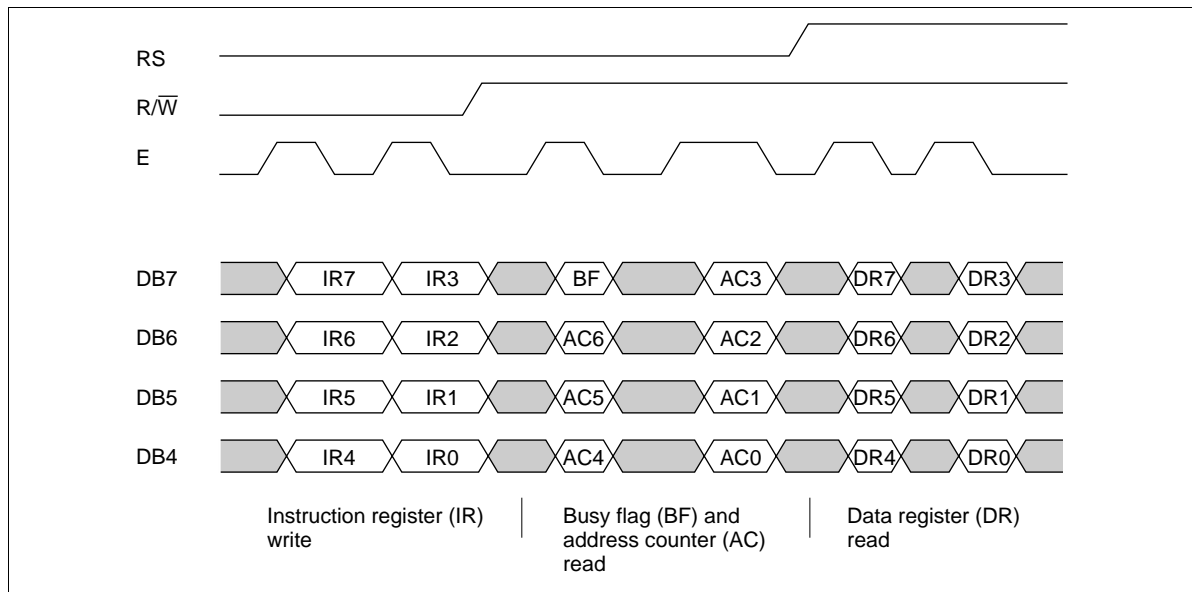 RS
R/W̅
E
DB7 IR7 IR3 BF AC3 DR7 DR3
DB6 IR6 IR2 AC6 AC2 DR6 DR2
DB5 IR5 IR1 AC5 AC1 DR5 DR1
DB4 IR4 IR0 AC4 AC0 DR4 DR0
Instruction register (IR)
write
Busy flag (BF) and
address counter (AC)
read
Data register (DR)
read